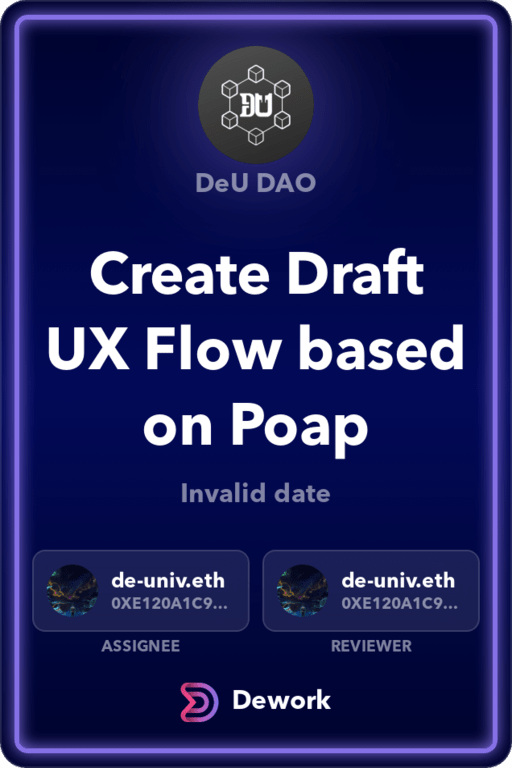 DU
DeU DAO
Create Draft
UX Flow based
on Poap
Invalid date
de-univ.eth
0XE120A1C9...
ASSIGNEE
de-univ.eth
0XE120A1C9...
REVIEWER
Dework